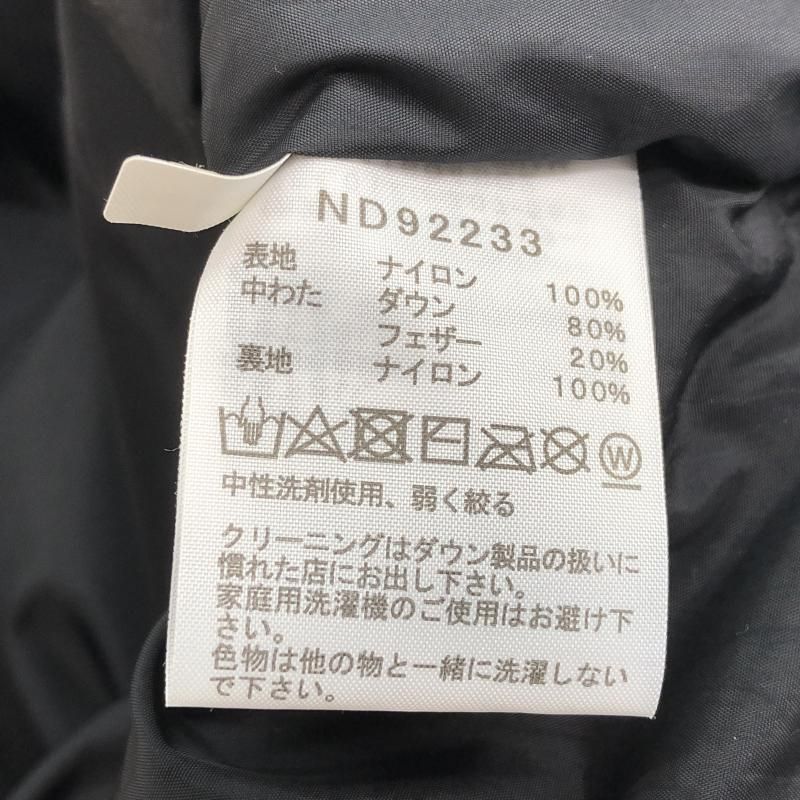 ND92233
表地 ナイロン 100%
中わた ダウン 80%
フェザー 20%
裏地 ナイロン 100%
W
中性洗剤使用、弱く絞る
クリーニングはダウン製品の扱いに
慣れた店にお出し下さい。
家庭用洗濯機のご使用はお避け下
さい。
色物は他の物と一緒に洗濯しない
で下さい。